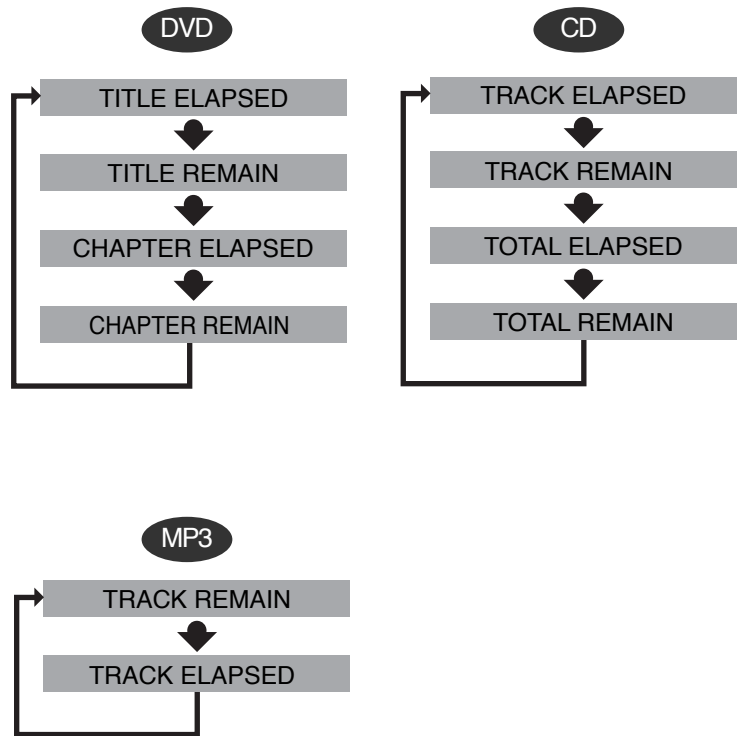 DVD
TITLE ELAPSED
TITLE REMAIN
CHAPTER ELAPSED
CHAPTER REMAIN
CD
TRACK ELAPSED
TRACK REMAIN
TOTAL ELAPSED
TOTAL REMAIN
MP3
TRACK REMAIN
TRACK ELAPSED